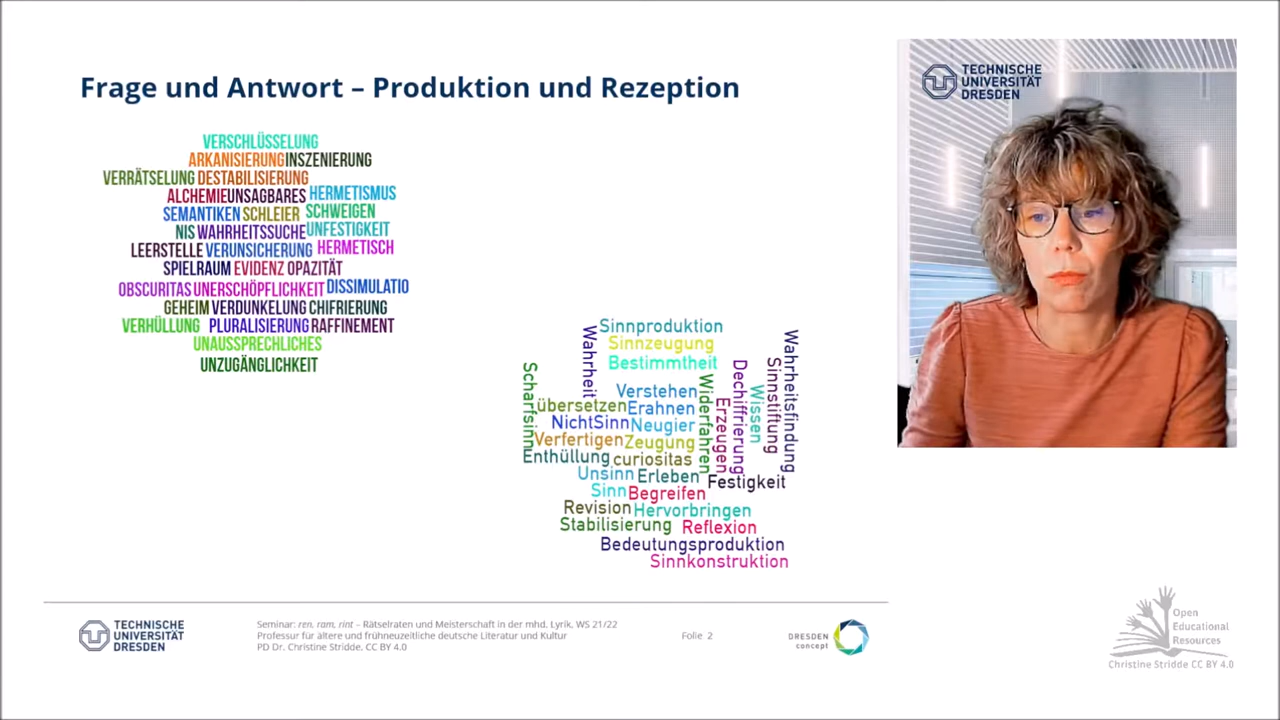 Frage und Antwort – Produktion und Rezeption
VERSCHLÜSSELUNG
ARKANISIERUNG INSZENIERUNG
VERRÄTSELUNG DESTABILISIERUNG
ALCHEMIE UNSAGBARES HERMETISMUS
SEMANTIKEN SCHLEIER SCHWEIGEN
NIS WAHRHEITSSUCHE UNFESTIGKEIT
LEERSTELLE VERUNSICHERUNG HERMETISCH
SPIELRAUM EVIDENZ OPAZITÄT
OBSCURITAS UNERSCHÖPFLICHKEIT DISSIMULATIO
GEHEIM VERDUNKELUNG CHIFRIERUNG
VERHÜLLUNG PLURALISIERUNG RAFFINEMENT
UNAUSSPRECHLICHES
UNZUGÄNGLICHKEIT
Sinnproduktion
Sinnzeugung
Bestimmtheit
Wahrheit
Scharfsinn
Verstehen
übersetzen Erahnen
NichtSinn Neugier
Verfertigen Zeugung
Enthüllung curiositas
Unsinn Erleben
Festigkeit
Sinn Begreifen
Revision Hervorbringen
Stabilisierung Reflexion
Bedeutungsproduktion
Sinnkonstruktion
Widerfahren
Erzeugen
Dechiffrierung
Wissen
Sinnstiftung
Wahrheitsfindung
TECHNISCHE
UNIVERSITÄT
DRESDEN
TECHNISCHE
UNIVERSITÄT
DRESDEN
Seminar: ren, ram, rint – Rätselraten und Meisterschaft in der mhd. Lyrik, WS 21/22
Professur für ältere und frühneuzeitliche deutsche Literatur und Kultur
PD Dr. Christine Stridde, CC BY 4.0
Folie 2
DRESDEN
concept
Open
Educational
Resources
Christine Stridde CC BY 4.0